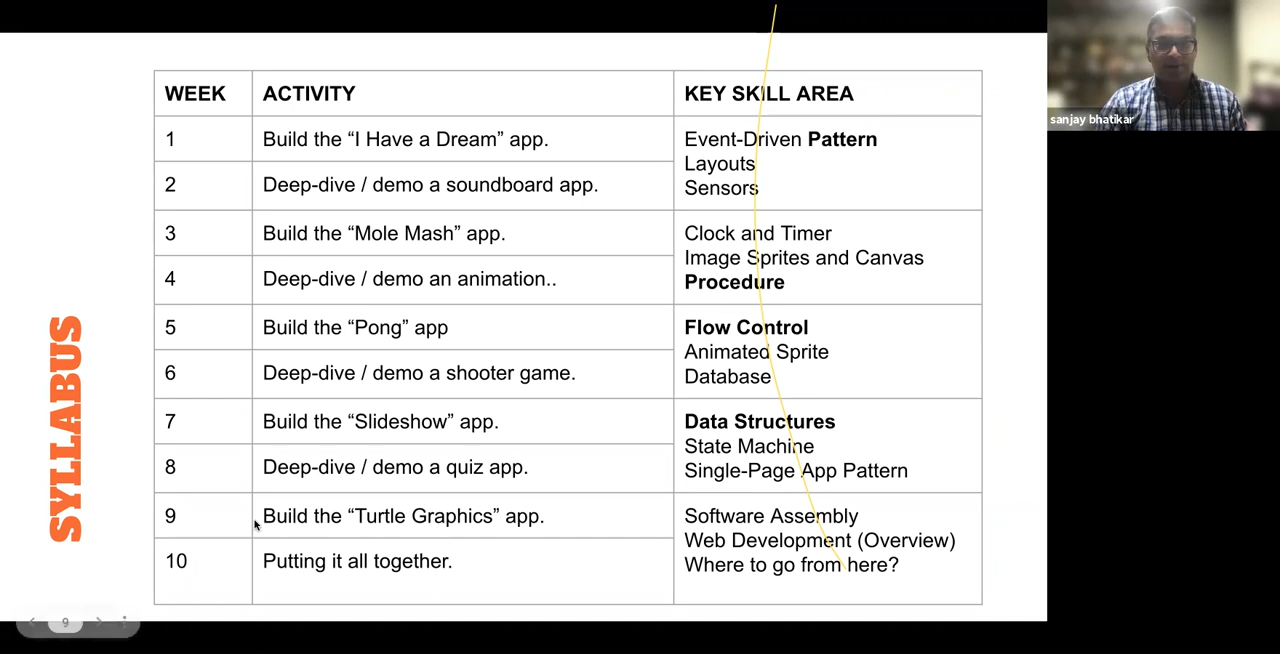 WEEK ACTIVITY KEY SKILL AREA
1 Build the “I Have a Dream” app. Event-Driven Pattern
Layouts
2 Deep-dive / demo a soundboard app. Sensors
3 Build the “Mole Mash” app. Clock and Timer
Image Sprites and Canvas
4 Deep-dive / demo an animation.. Procedure
5 Build the “Pong” app Flow Control
Animated Sprite
6 Deep-dive / demo a shooter game. Database
7 Build the “Slideshow” app. Data Structures
State Machine
8 Deep-dive / demo a quiz app. Single-Page App Pattern
9 Build the “Turtle Graphics” app. Software Assembly
Web Development (Overview)
10 Putting it all together. Where to go from here?
SYLLABUS
9
sanjay bhatikar